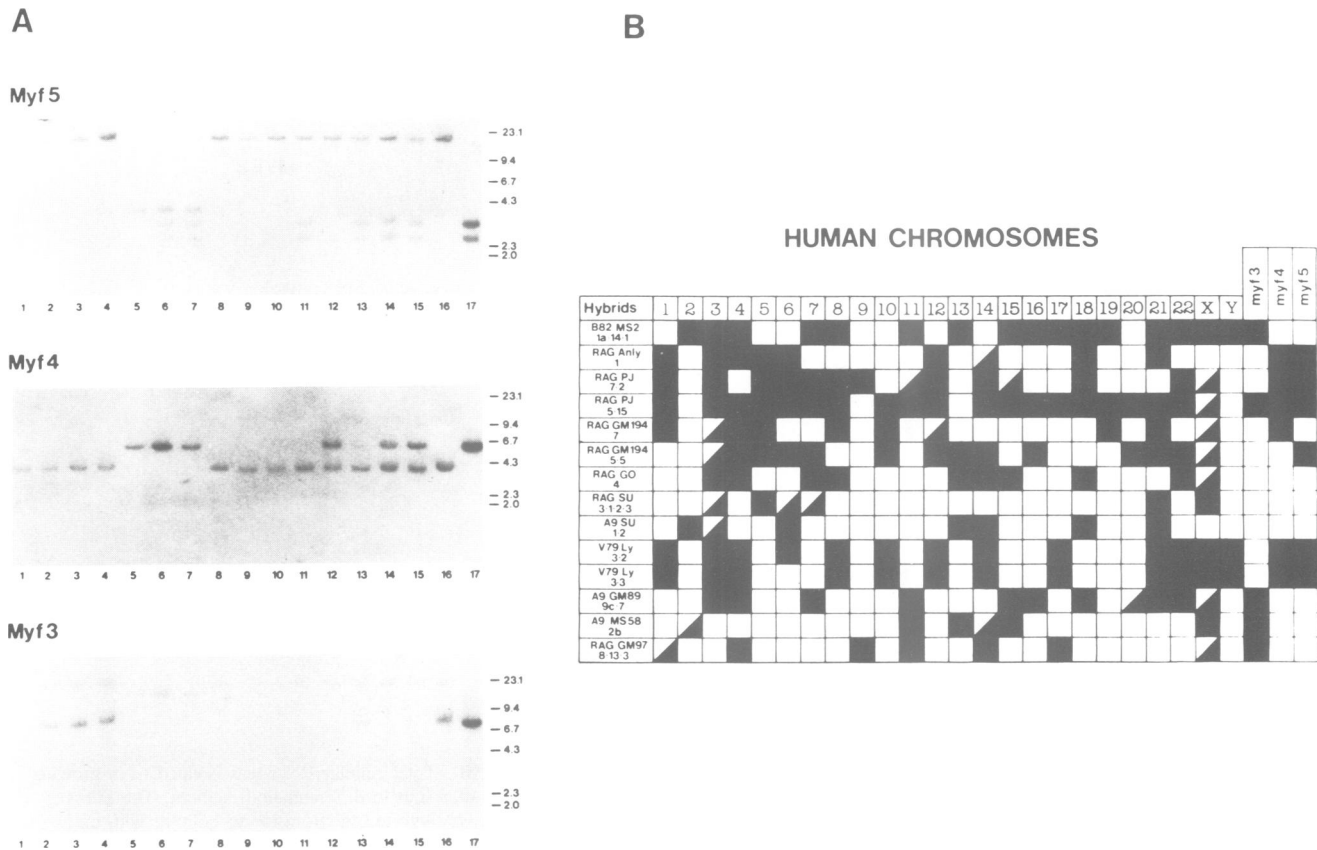 A
Myf 5
– 23.1
– 9.4
– 6.7
– 4.3
– 2.3
– 2.0
1 2 3 4 5 6 7 8 9 10 11 12 13 14 15 16 17
Myf 4
– 23.1
– 9.4
– 6.7
– 4.3
– 2.3
– 2.0
1 2 3 4 5 6 7 8 9 10 11 12 13 14 15 16 17
Myf 3
– 23.1
– 9.4
– 6.7
– 4.3
– 2.3
– 2.0
1 2 3 4 5 6 7 8 9 10 11 12 13 14 15 16 17
B
HUMAN CHROMOSOMES
Hybrids 1 2 3 4 5 6 7 8 9 10 11 12 13 14 15 16 17 18 19 20 21 22 X Y myf3 myf4 myf5
B82 MS2
1a 14·1
RAG Anly
1
RAG PJ
7·2
RAG PJ
5·15
RAG GM194
7
RAG GM194
5·5
RAG GO
4
RAG SU
3·1·2·3
A9 SU
1·2
V79 Ly
3·2
V79 Ly
3·3
A9 GM89
9c·7
A9 MS58
2b
RAG GM97
8·13·3